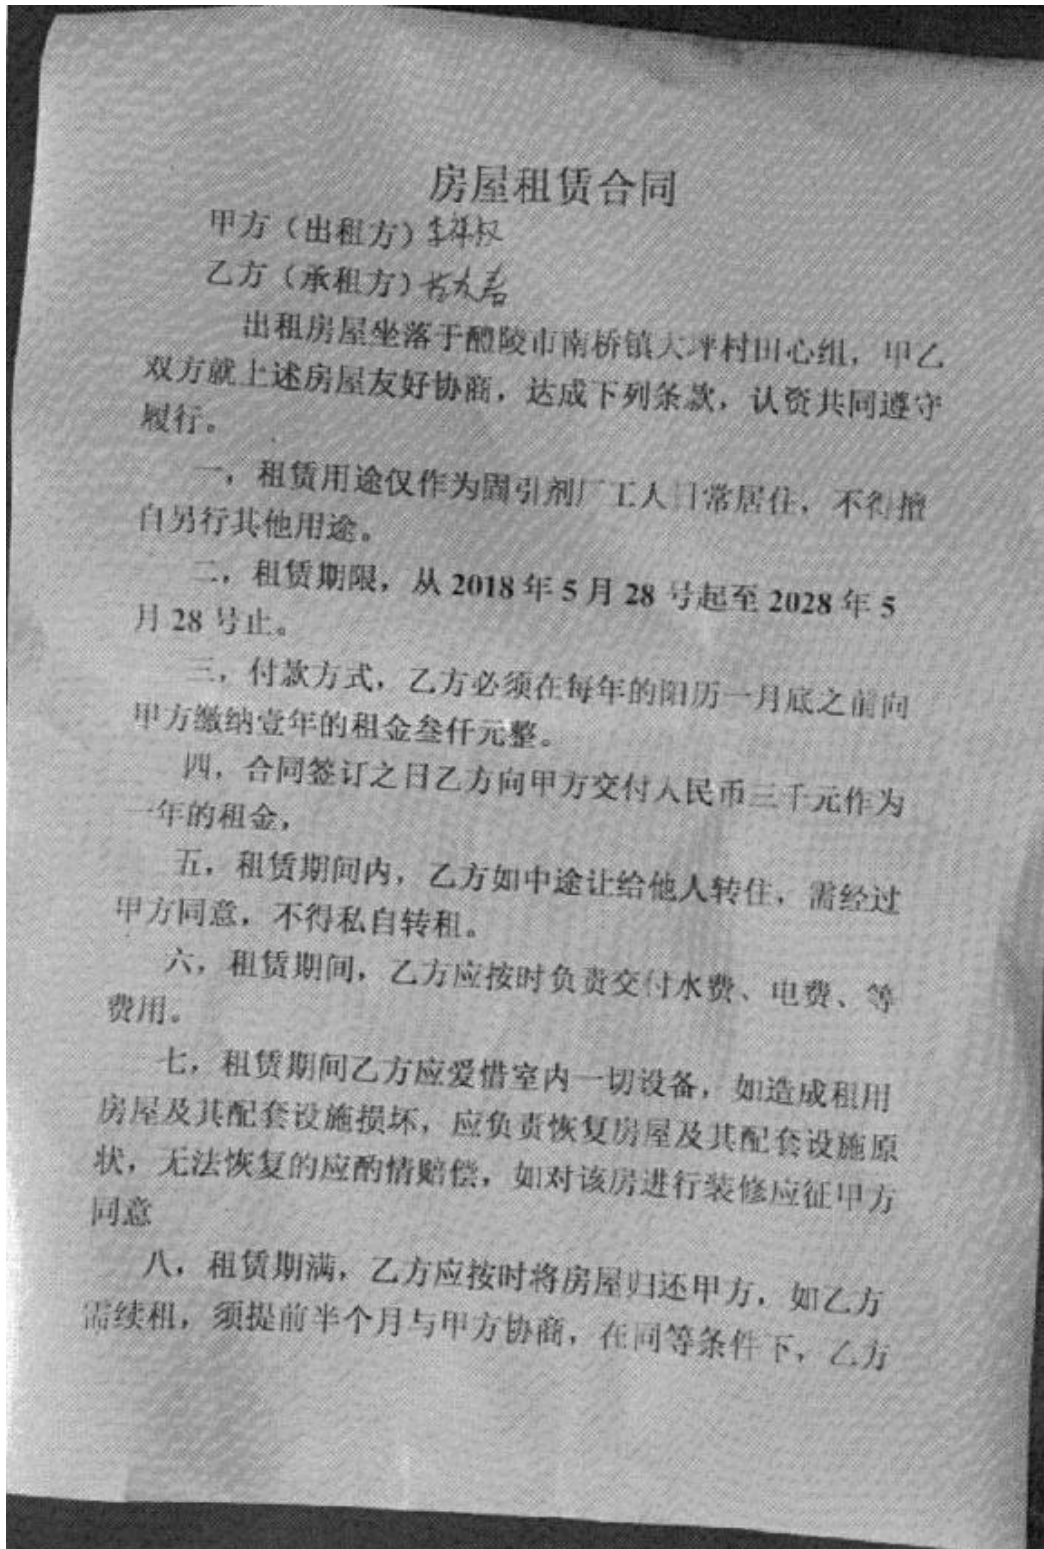 房屋租赁合同
甲方（出租方）李祥权
乙方（承租方）
出租房屋坐落于醴陵市南桥镇大坪村田心组，甲乙
双方就上述房屋友好协商，达成下列条款，认资共同遵守
履行。
一，租赁用途仅作为固引剂厂工人日常居住，不得擅
自另行其他用途。
二，租赁期限，从 2018 年 5 月 28 号起至 2028 年 5
月 28 号止。
三，付款方式，乙方必须在每年的阳历一月底之前向
甲方缴纳壹年的租金叁仟元整。
四，合同签订之日乙方向甲方交付人民币三千元作为
一年的租金，
五，租赁期间内，乙方如中途让给他人转住，需经过
甲方同意，不得私自转租。
六，租赁期间，乙方应按时负责交付水费、电费、等
费用。
七，租赁期间乙方应爱惜室内一切设备，如造成租用
房屋及其配套设施损坏，应负责恢复房屋及其配套设施原
状，无法恢复的应酌情赔偿，如对该房进行装修应征甲方
同意
八，租赁期满，乙方应按时将房屋归还甲方，如乙方
需续租，须提前半个月与甲方协商，在同等条件下，乙方